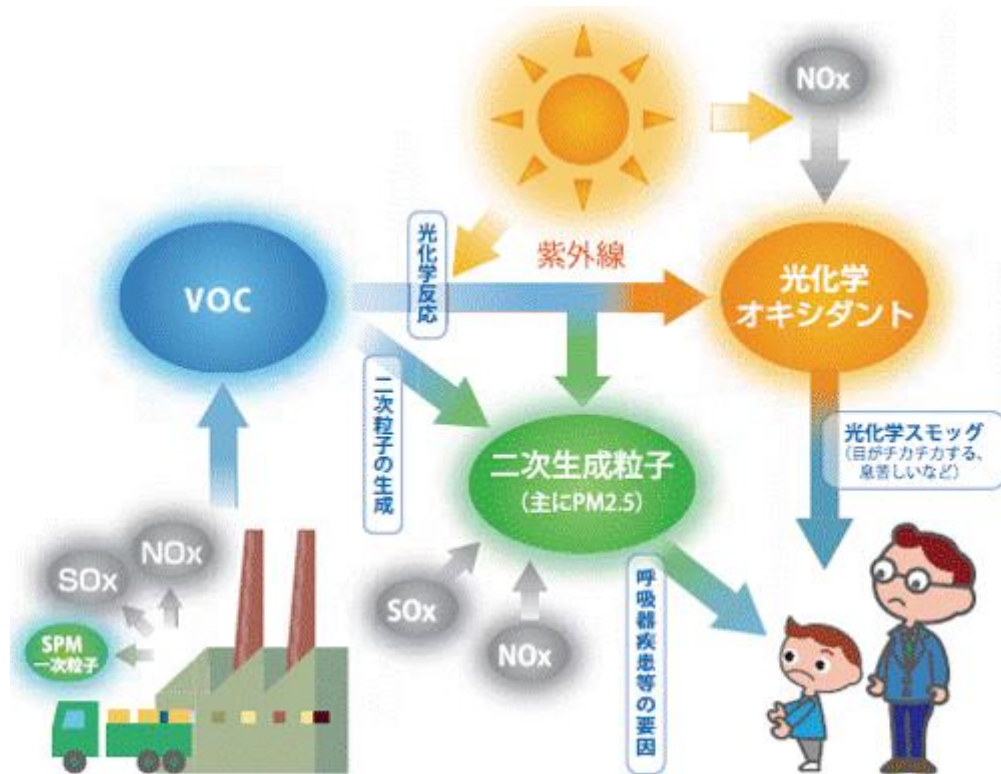 NOx
光化学反応
紫外線
VOC
光化学
オキシダント
二次粒子の生成
二次生成粒子
(主にPM2.5)
光化学スモッグ
(目がチカチカする、
息苦しいなど)
NOx
SOx
SPM
一次粒子
SOx
NOx
呼吸器疾患等の要因